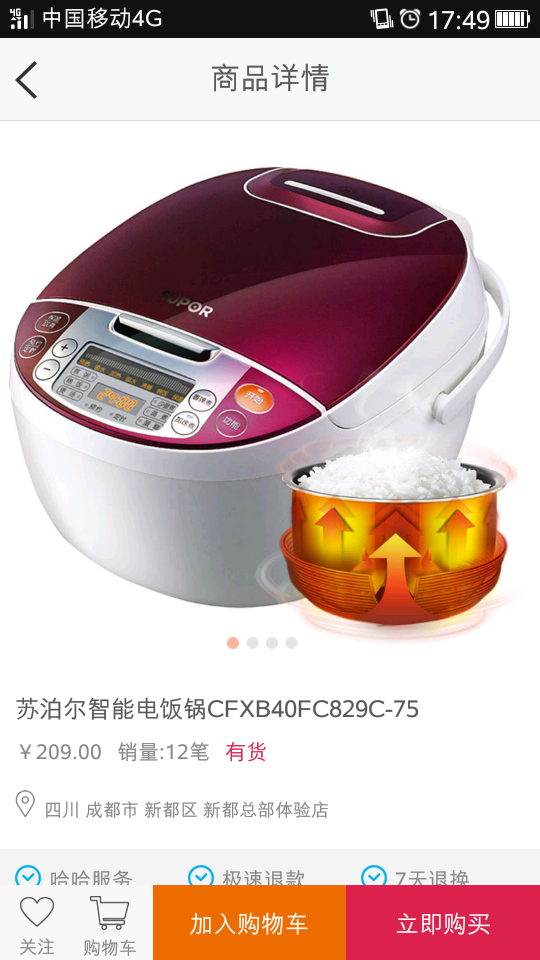 中国移动4G 17:49
商品详情
SUPOR
开始
功能
苏泊尔智能电饭锅CFXB40FC829C-75
￥209.00 销量:12笔 有货
四川 成都市 新都区 新都总部体验店
哈哈服务 极速退款 7天退换
关注 购物车 加入购物车 立即购买